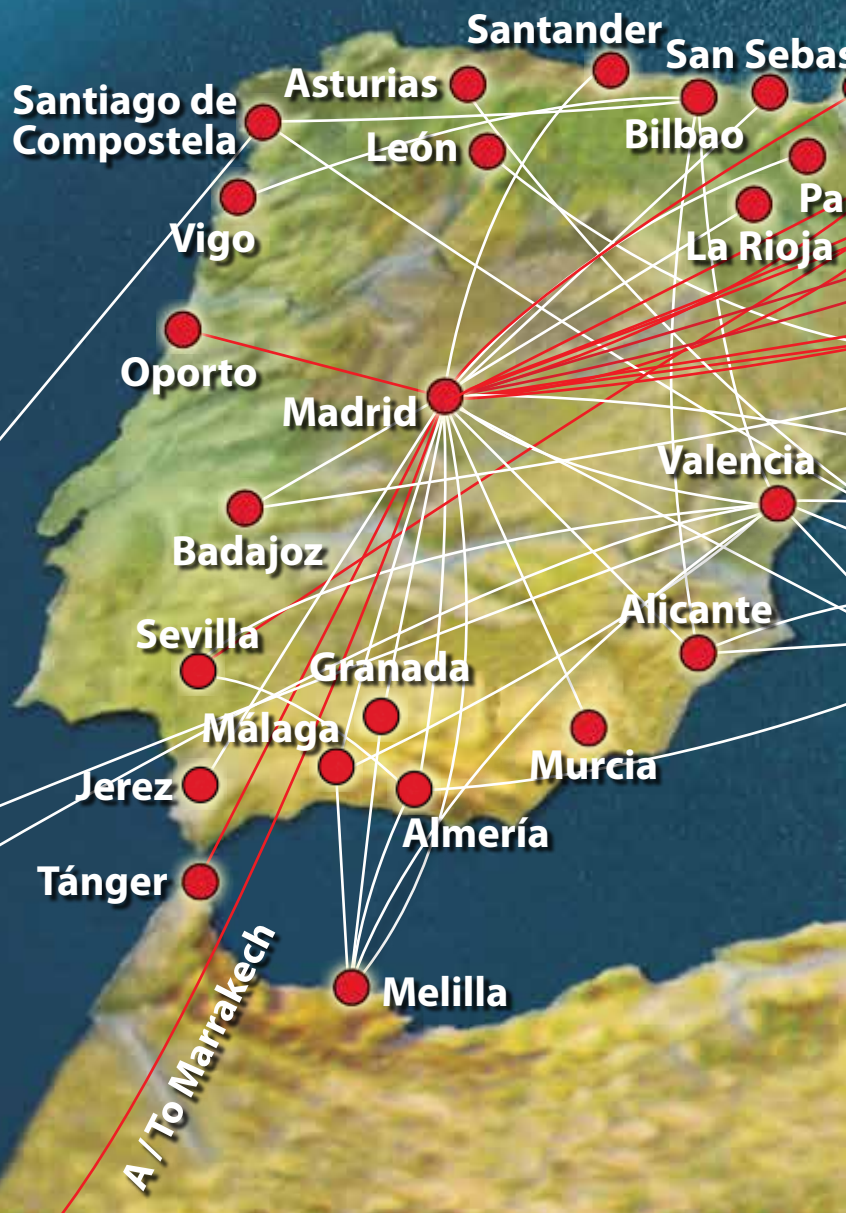 Santander
San Sebas
Asturias
Santiago de
Compostela
León
Bilbao
Pa
Vigo
La Rioja
Oporto
Madrid
Valencia
Badajoz
Alicante
Sevilla
Granada
Málaga
Murcia
Jerez
Almería
Tánger
A / To Marrakech
Melilla